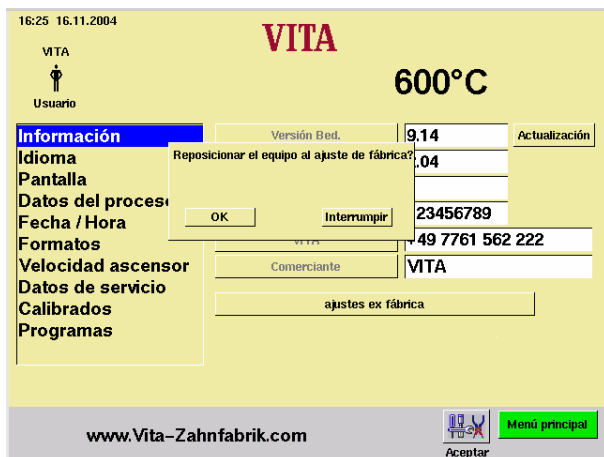 16:25 16.11.2004
VITA
VITA
600°C
Usuario
Información
Idioma
Pantalla
Datos del proceso
Fecha / Hora
Formatos
Velocidad ascensor
Datos de servicio
Calibrados
Programas
Versión Bed.
9.14
Actualización
Reposicionar el equipo al ajuste de fábrica?
.04
OK
Interrumpir
23456789
VITA
+49 7761 562 222
Comerciante
VITA
ajustes ex fábrica
www.Vita-Zahnfabrik.com
Aceptar
Menú principal